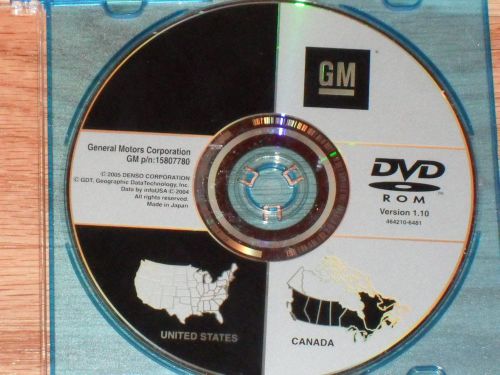 GM
General Motors Corporation
GM p/n:15807780
© 2005 DENSO CORPORATION
© GDT, Geographic DataTechnology, Inc.
Data by infoUSA © 2004
All rights reserved.
Made in Japan
DVD
ROM
Version 1.10
464210-6481
UNITED STATES
CANADA